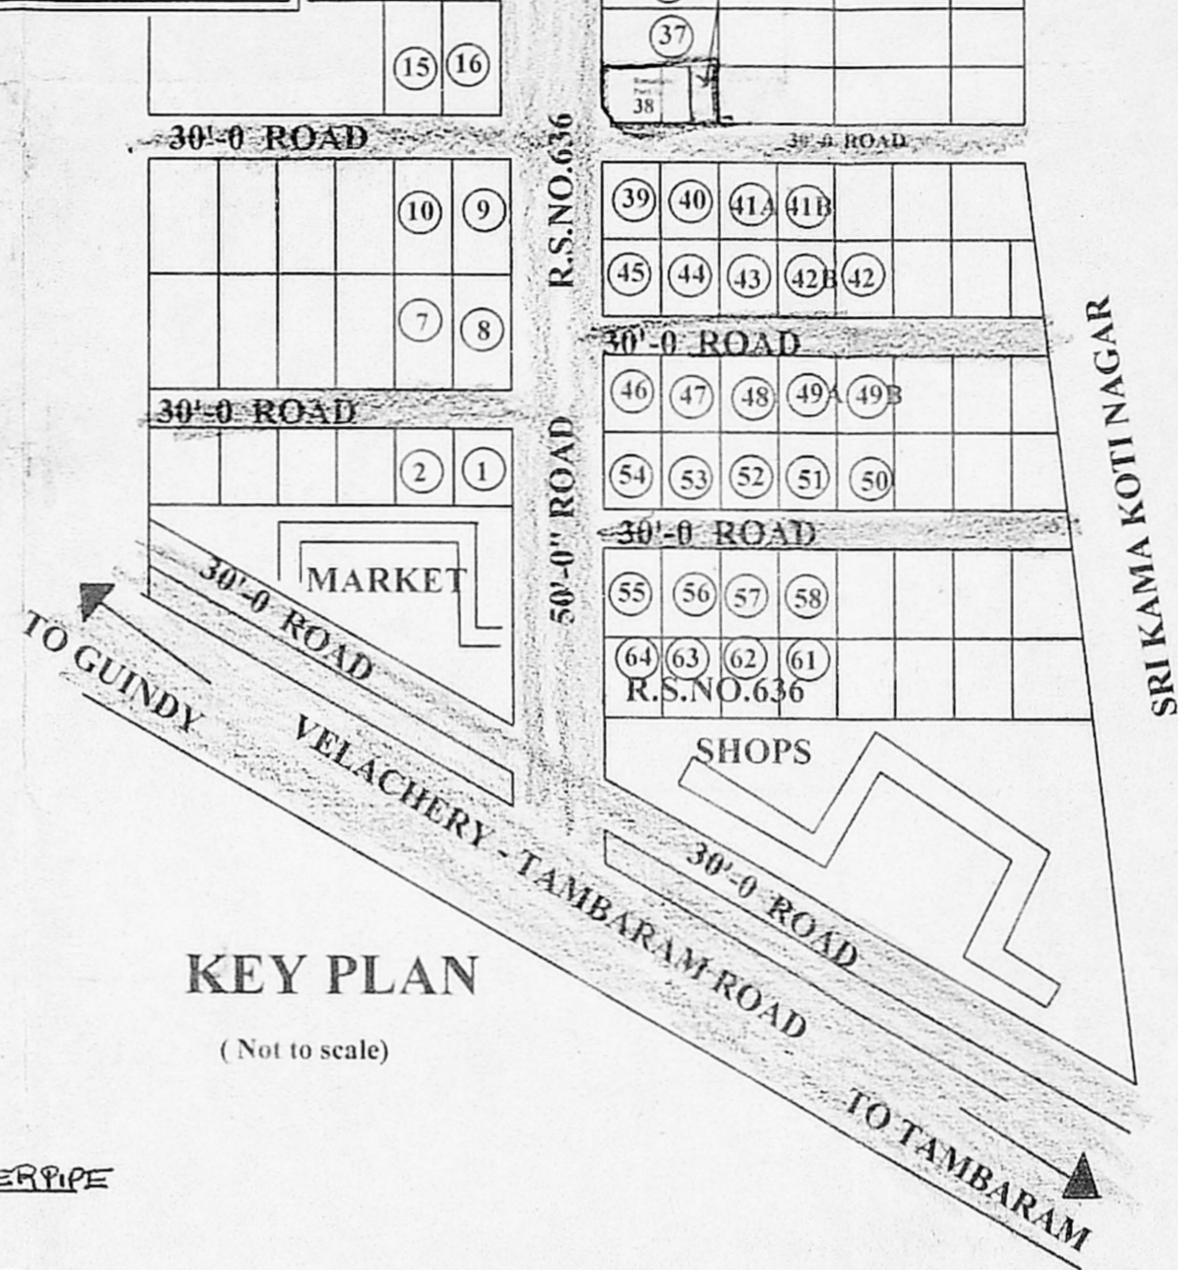 37
15 16
38
30'-0 ROAD
30'-0 ROAD
R.S.NO.636
39 40 41A 41B
10 9
45 44 43 42B 42
7 8
30'-0 ROAD
46 47 48 49A 49B
30'-0 ROAD
50'-0" ROAD
2 1
54 53 52 51 50
30'-0 ROAD
SRI KAMA KOTI NAGAR
MARKET
55 56 57 58
30'-0 ROAD
64 63 62 61
R.S.NO.636
TO GUINDY
SHOPS
VELACHERY - TAMBARAM ROAD
30'-0 ROAD
KEY PLAN
( Not to scale)
TO TAMBARAM
ERPIPE